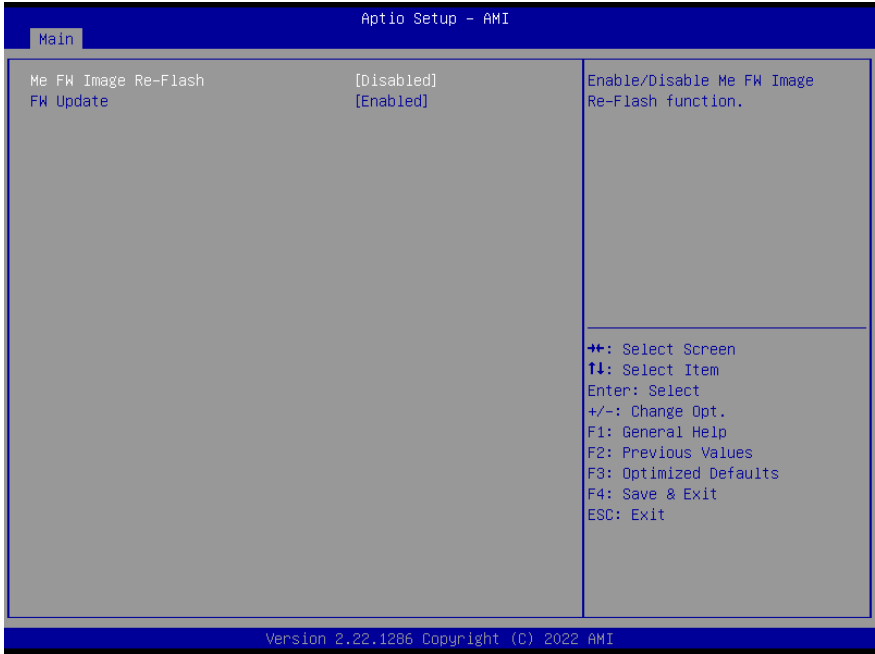 Aptio Setup – AMI
Main
Me FW Image Re-Flash [Disabled]
FW Update [Enabled]
Enable/Disable Me FW Image
Re-Flash function.
→←: Select Screen
↑↓: Select Item
Enter: Select
+/-: Change Opt.
F1: General Help
F2: Previous Values
F3: Optimized Defaults
F4: Save & Exit
ESC: Exit
Version 2.22.1286 Copyright (C) 2022 AMI